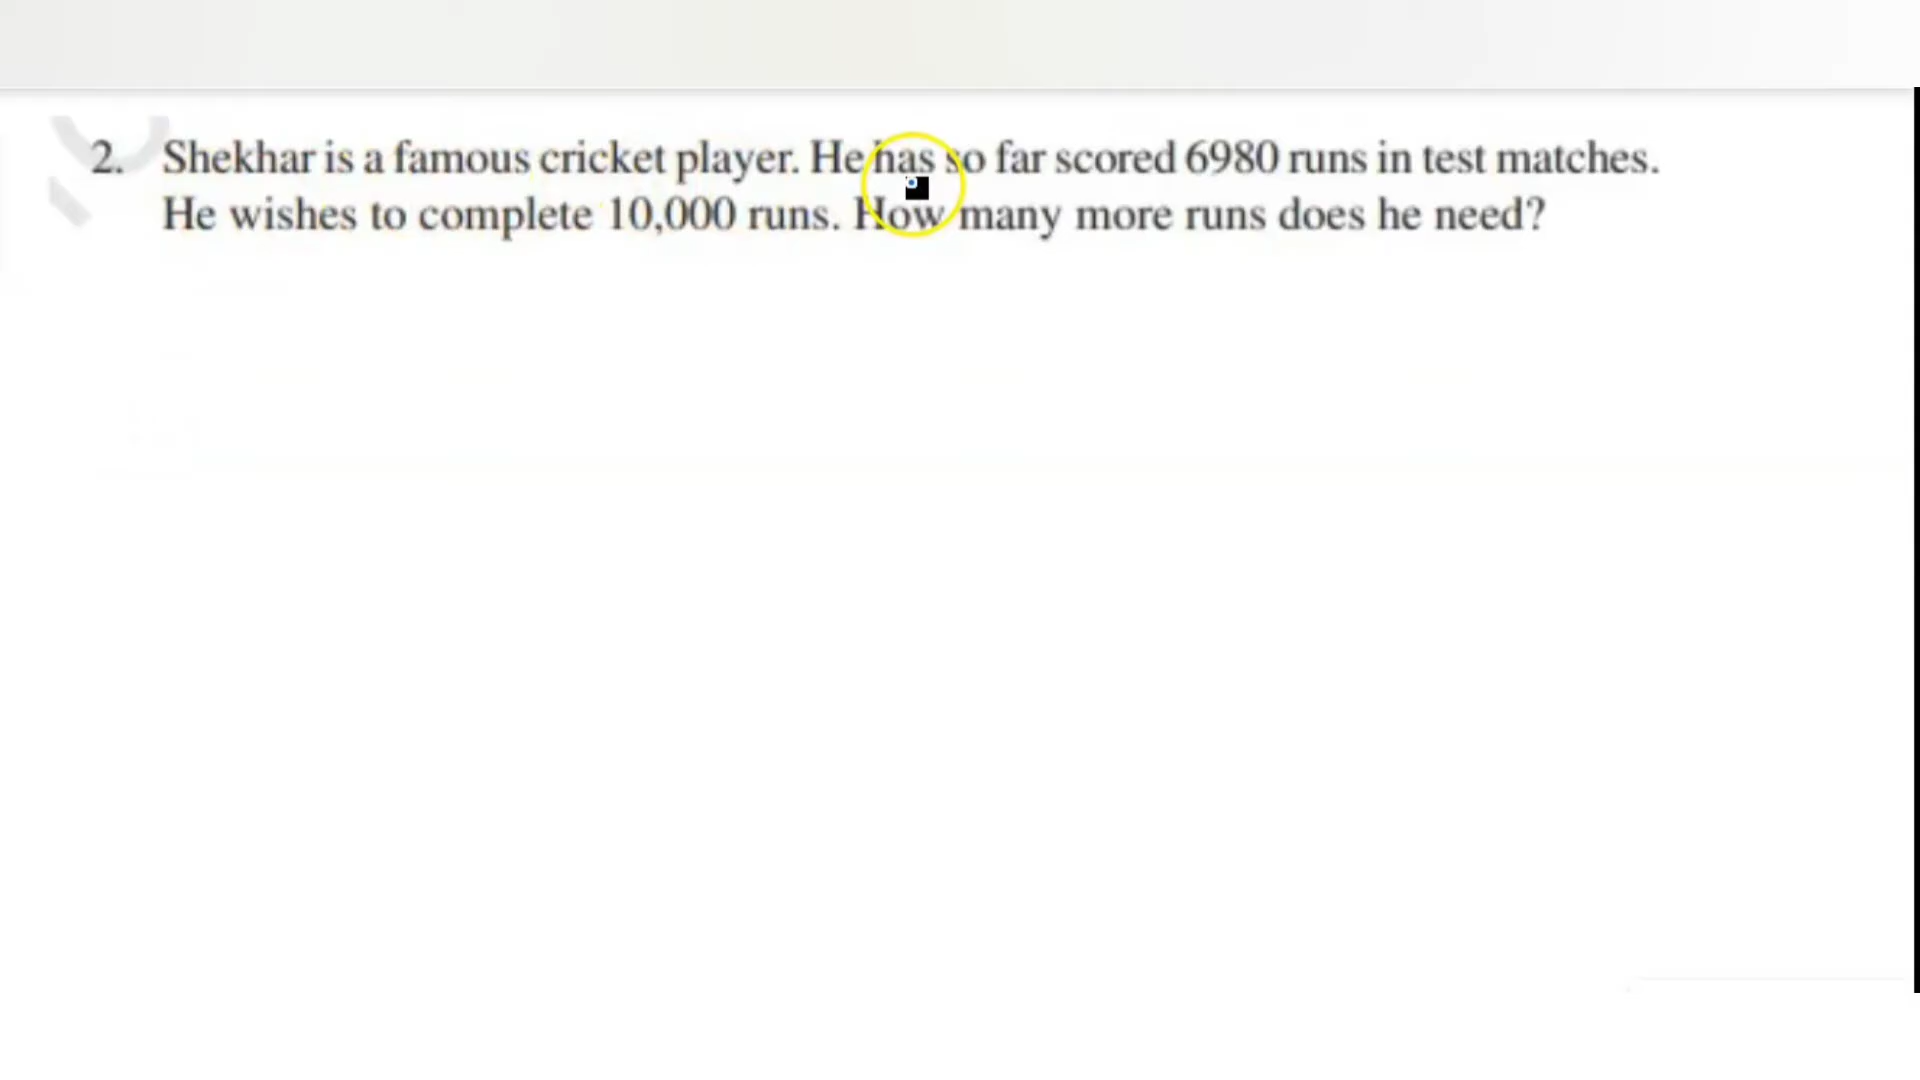 2. Shekhar is a famous cricket player. He has so far scored 6980 runs in test matches.
He wishes to complete 10,000 runs. How many more runs does he need?